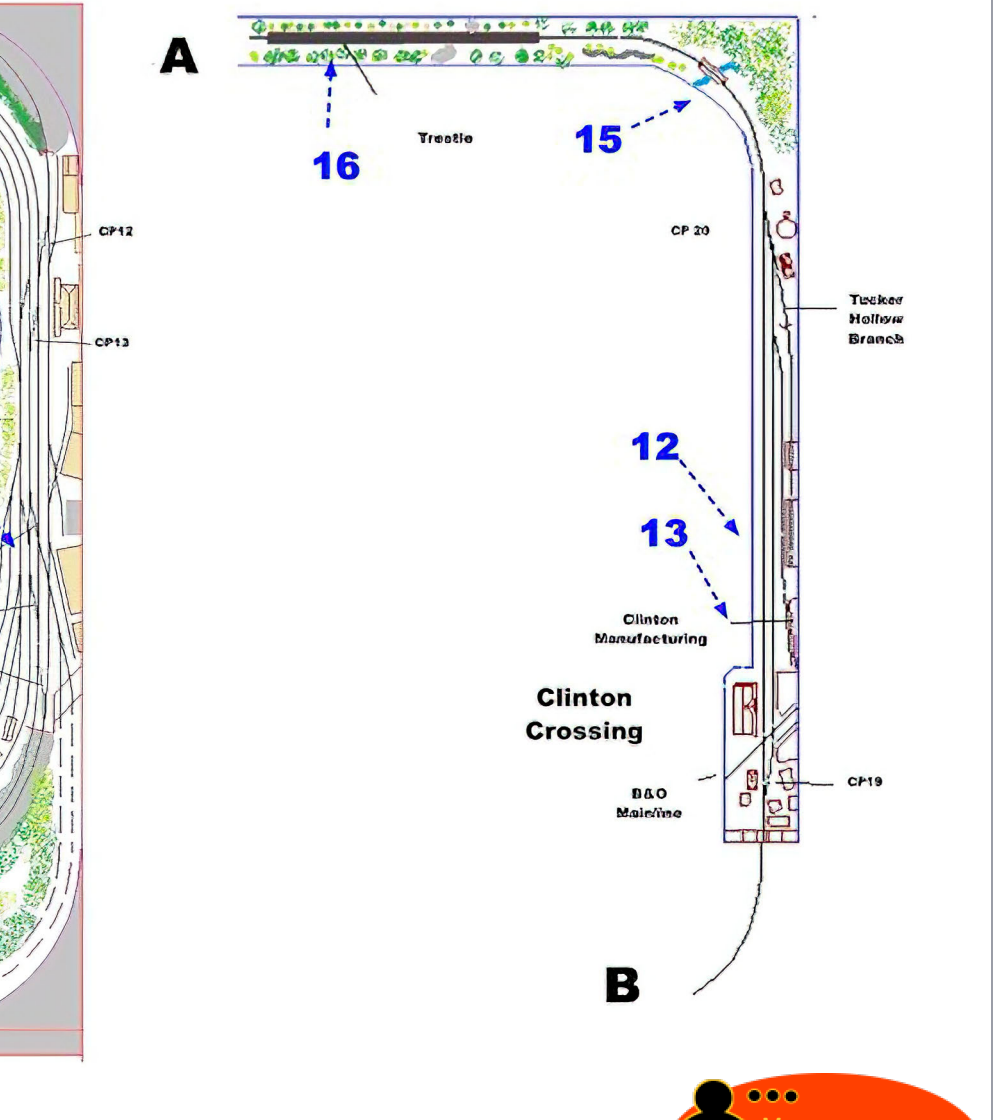 A
16
Trestle
15
CP12
CP 20
Tucker
Hollow
Branch
CP13
12
13
Clinton
Manufacturing
Clinton
Crossing
B&O
Mainline
CP19
B